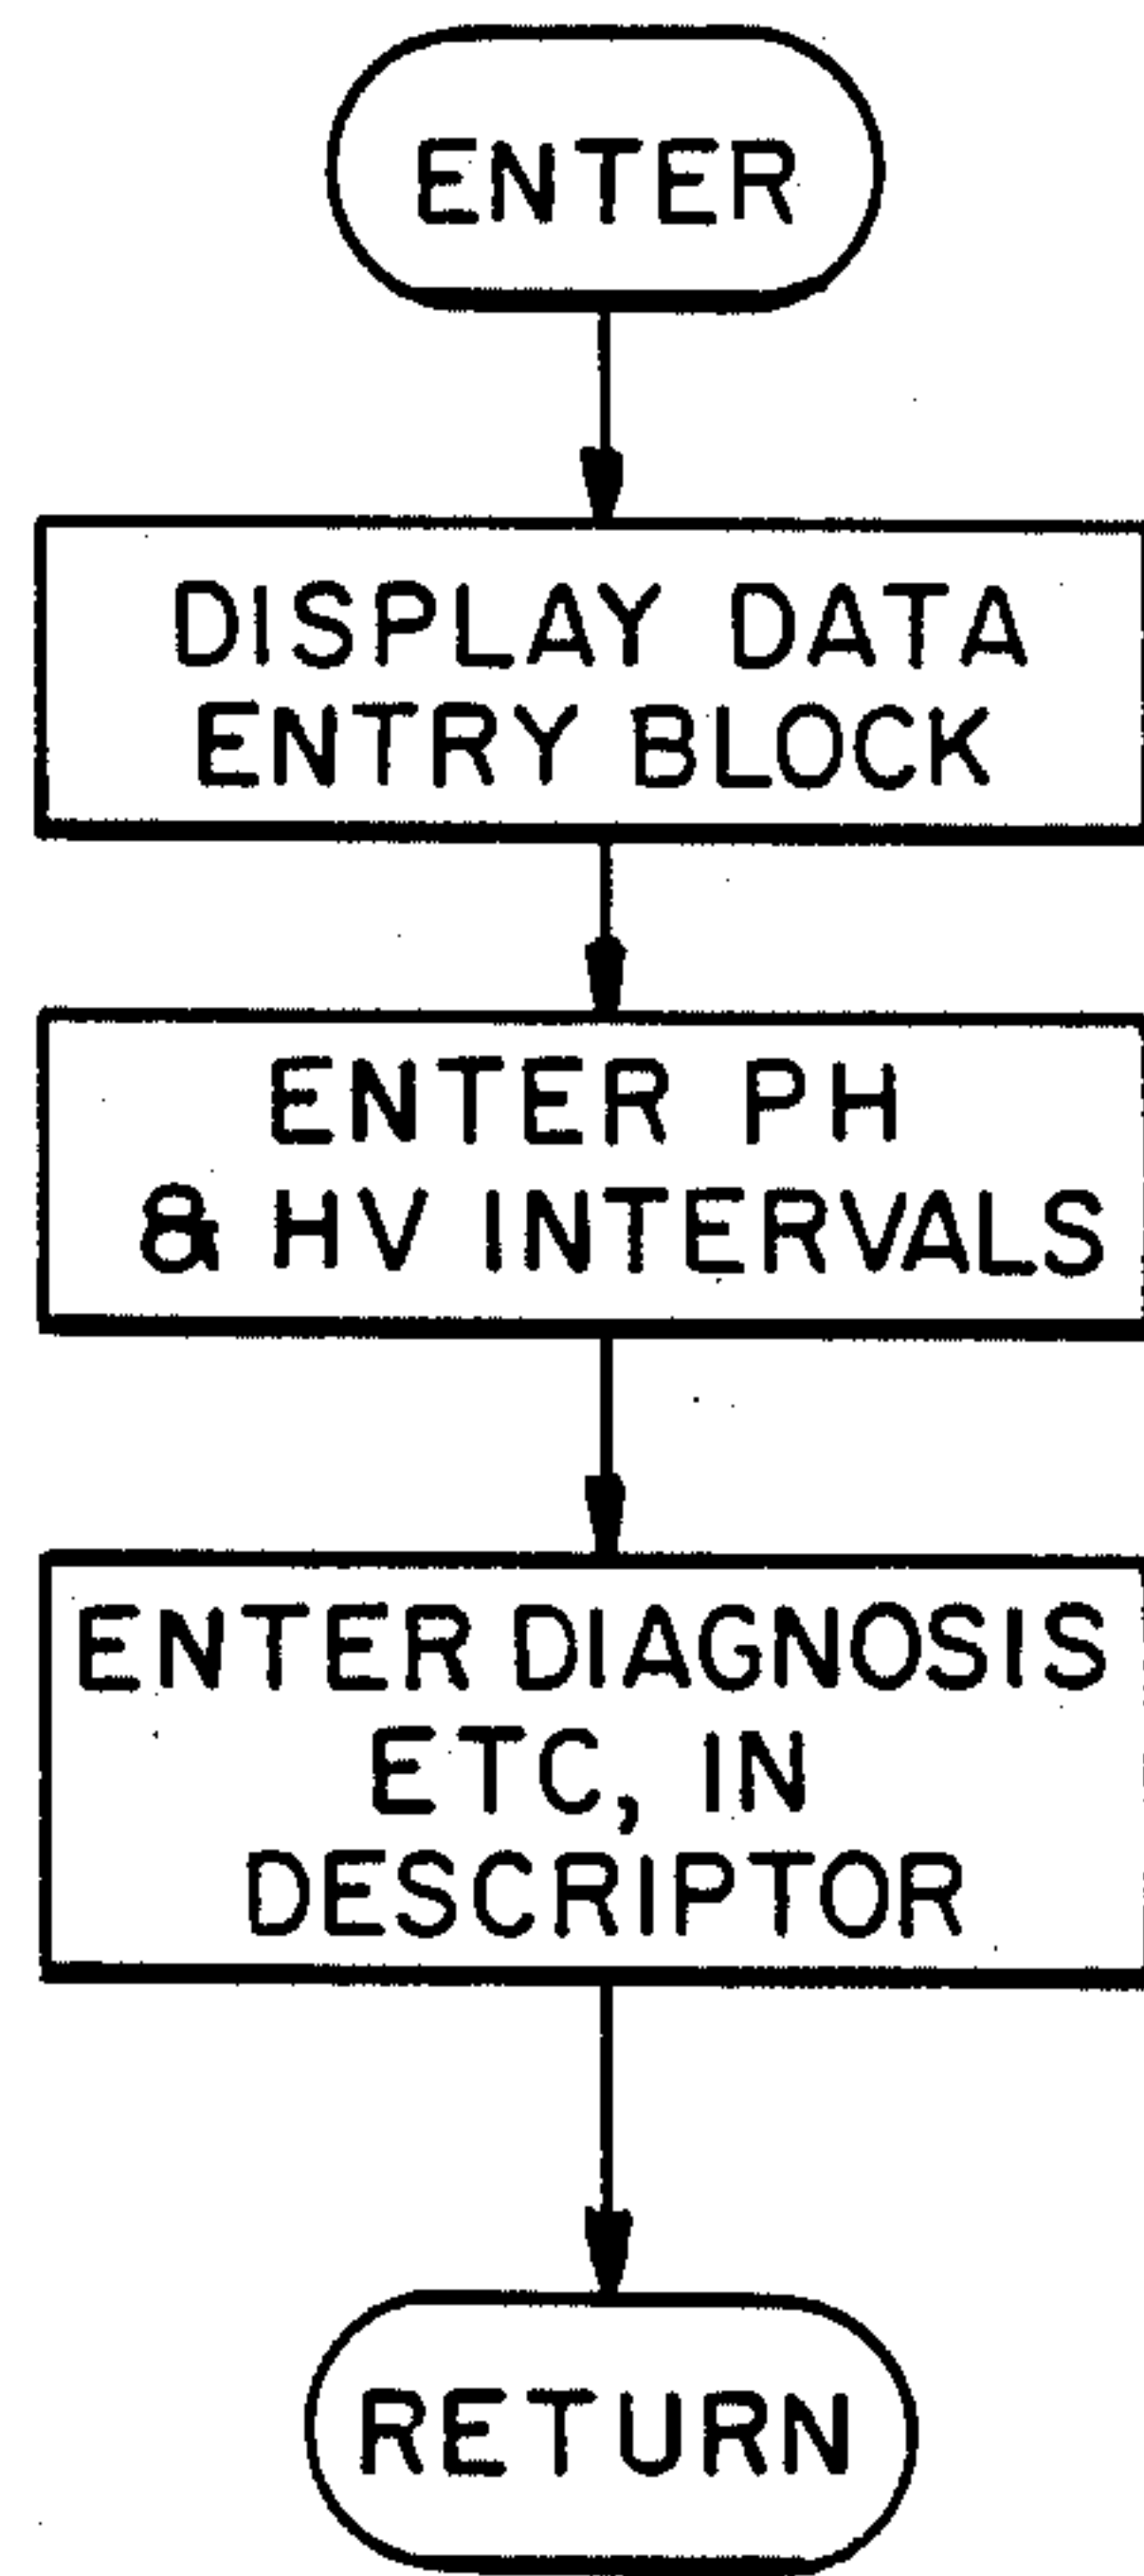 ENTER
DISPLAY DATA
ENTRY BLOCK
ENTER PH
& HV INTERVALS
ENTER DIAGNOSIS
ETC, IN
DESCRIPTOR
RETURN